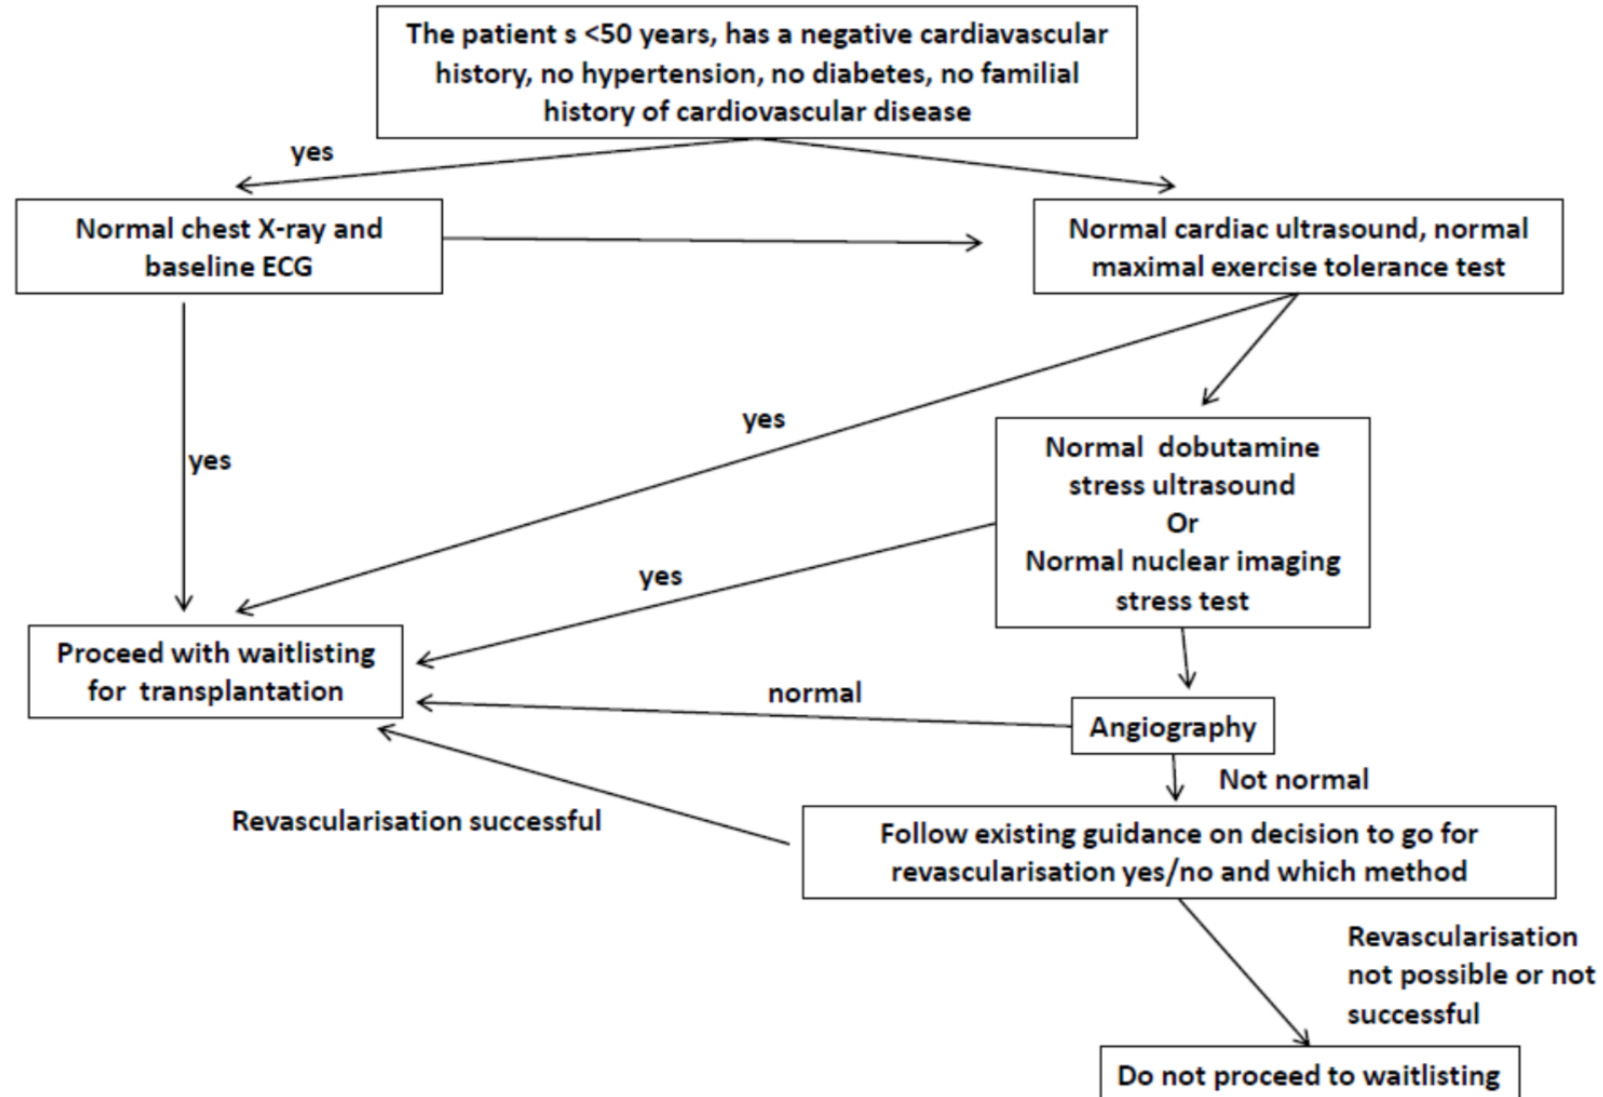 The patient s <50 years, has a negative cardiavascular
history, no hypertension, no diabetes, no familial
history of cardiovascular disease
yes
Normal chest X-ray and
baseline ECG
Normal cardiac ultrasound, normal
maximal exercise tolerance test
yes
yes
Normal dobutamine
stress ultrasound
Or
Normal nuclear imaging
stress test
yes
Proceed with waitlisting
for transplantation
normal
Angiography
Not normal
Revascularisation successful
Follow existing guidance on decision to go for
revascularisation yes/no and which method
Revascularisation
not possible or not
successful
Do not proceed to waitlisting